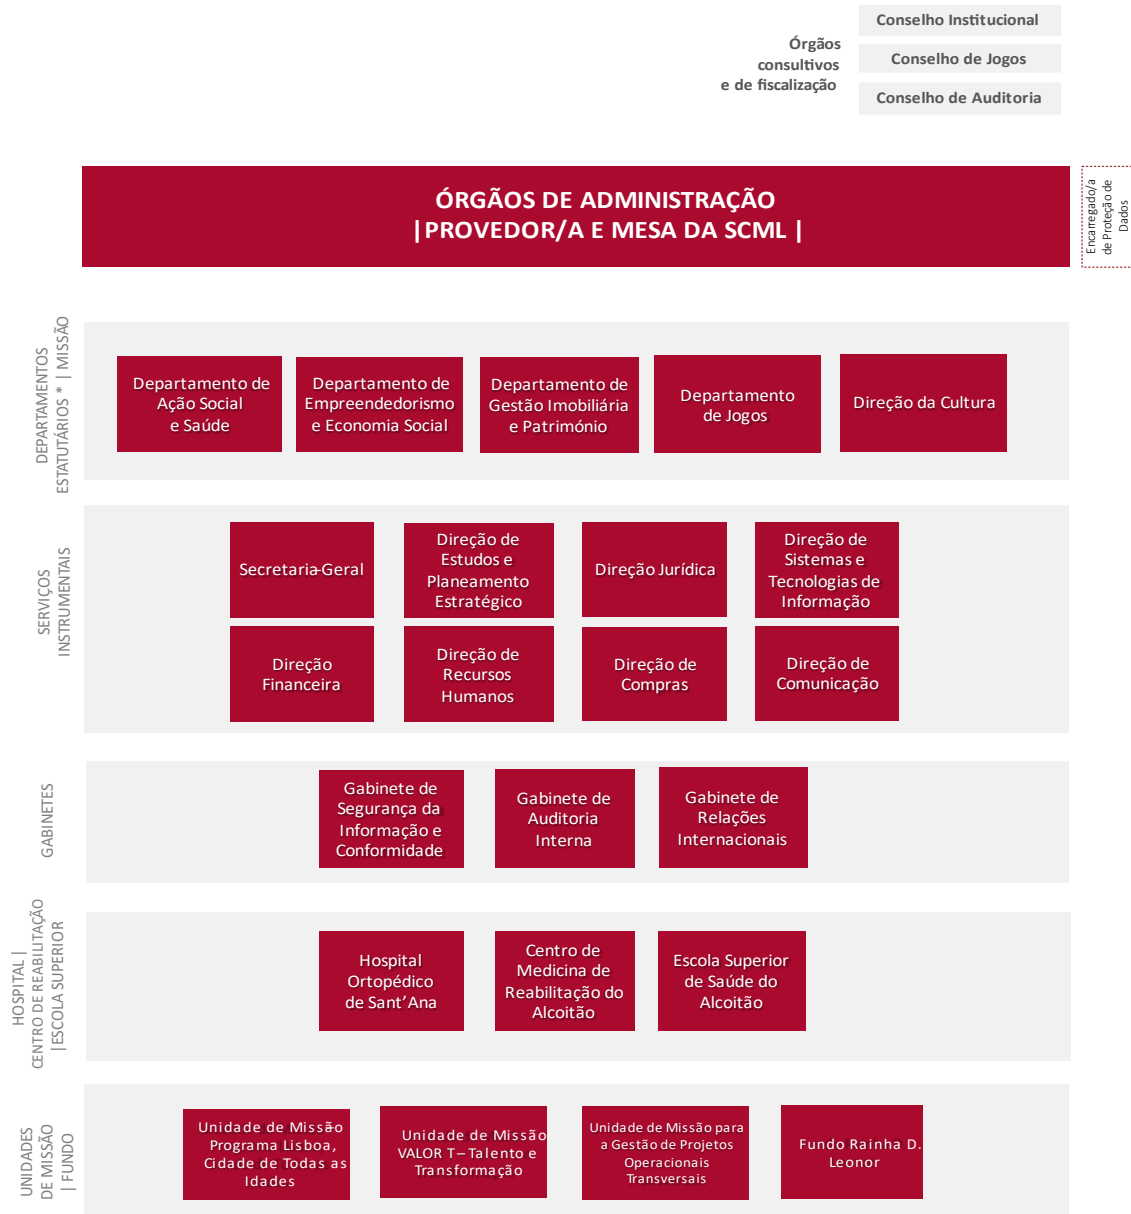 Conselho Institucional
Órgãos
consultivos
e de fiscalização
Conselho de Jogos
Conselho de Auditoria
ÓRGÃOS DE ADMINISTRAÇÃO
|PROVEDOR/A E MESA DA SCML |
Encarregado/a
de Proteção de
Dados
DEPARTAMENTOS
ESTATUTÁRIOS * | MISSÃO
Departamento de
Ação Social
e Saúde
Departamento de
Empreendedorismo
e Economia Social
Departamento de
Gestão Imobiliária
e Património
Departamento
de Jogos
Direção da Cultura
SERVIÇOS
INSTRUMENTAIS
Secretaria-Geral
Direção de
Estudos e
Planeamento
Estratégico
Direção Jurídica
Direção de
Sistemas e
Tecnologias de
Informação
Direção
Financeira
Direção de
Recursos
Humanos
Direção de
Compras
Direção de
Comunicação
GABINETES
Gabinete de
Segurança da
Informação e
Conformidade
Gabinete de
Auditoria
Interna
Gabinete de
Relações
Internacionais
HOSPITAL |
CENTRO DE REABILITAÇÃO
|ESCOLA SUPERIOR
Hospital
Ortopédico
de Sant'Ana
Centro de
Medicina de
Reabilitação do
Alcoitão
Escola Superior
de Saúde do
Alcoitão
UNIDADES
DE MISSÃO
| FUNDO
Unidade de Missão-
Programa Lisboa,
Cidade de Todas as
Idades
Unidade de Missão
VALOR T– Talento e
Transformação
Unidade de Missão para
a Gestão de Projetos
Operacionais
Transversais
Fundo Rainha D.
Leonor